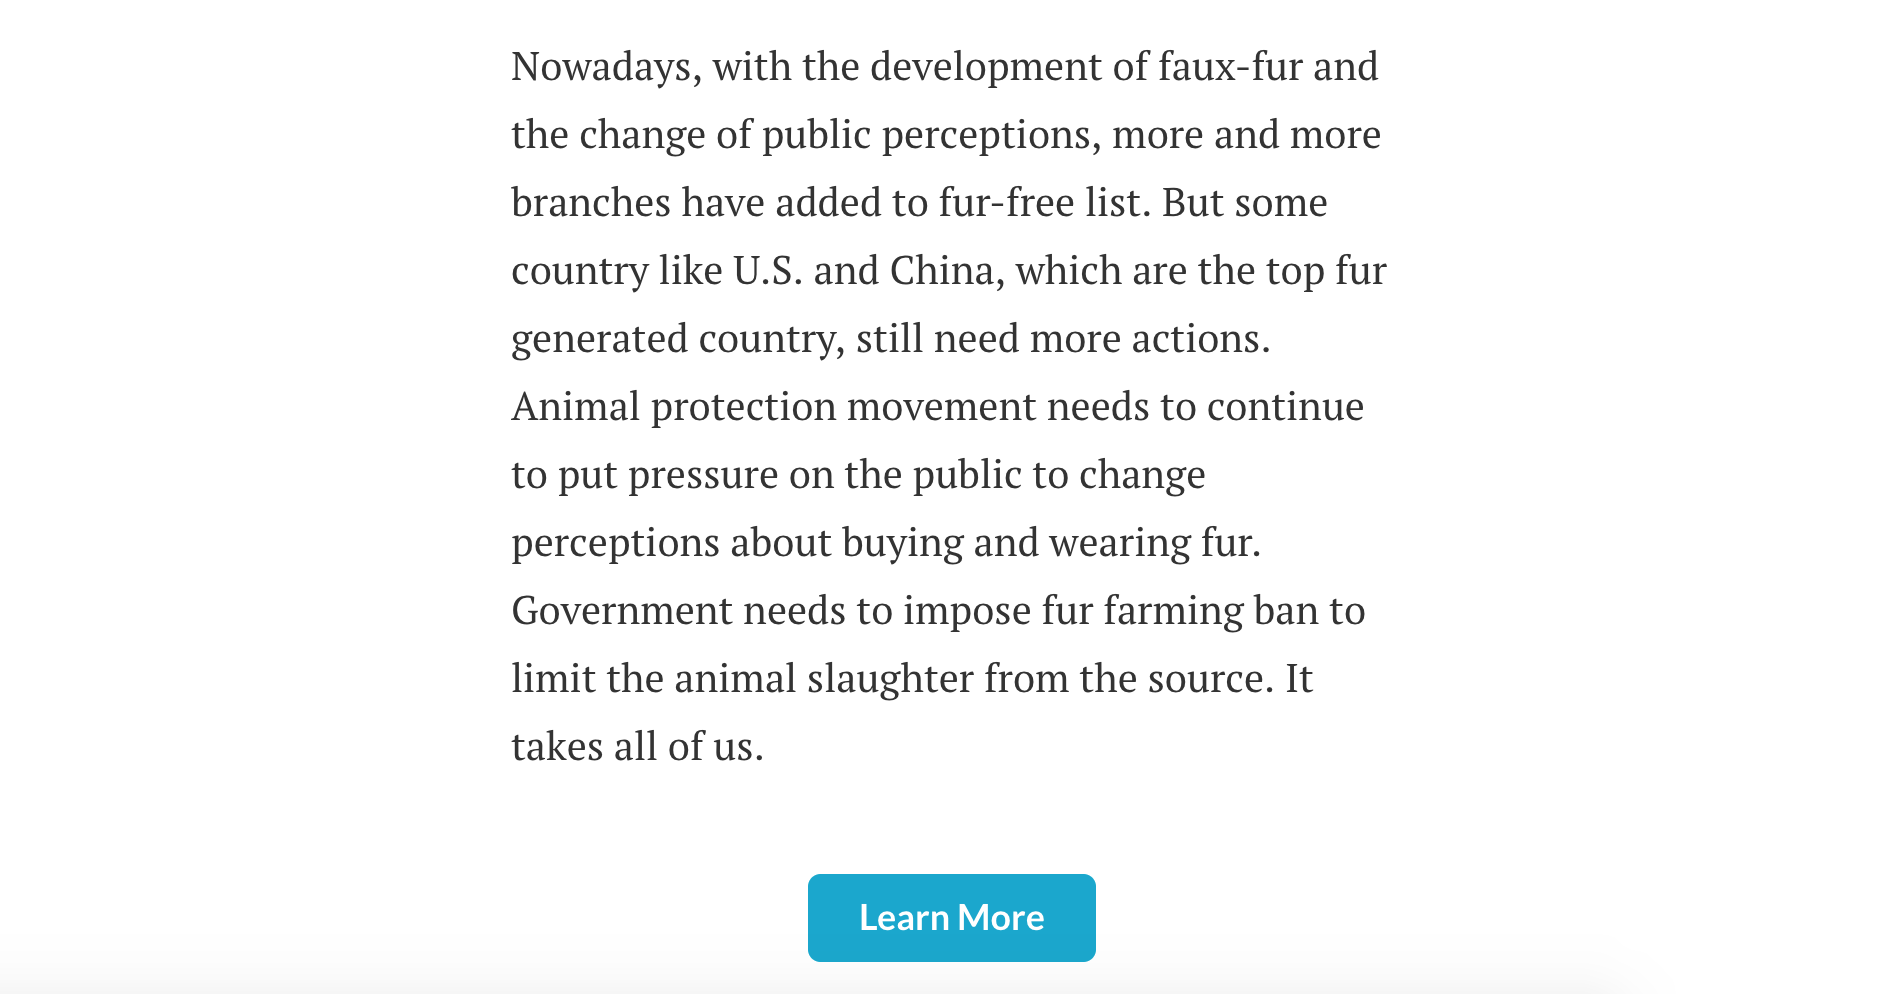 Nowadays, with the development of faux-fur and
the change of public perceptions, more and more
branches have added to fur-free list. But some
country like U.S. and China, which are the top fur
generated country, still need more actions.
Animal protection movement needs to continue
to put pressure on the public to change
perceptions about buying and wearing fur.
Government needs to impose fur farming ban to
limit the animal slaughter from the source. It
takes all of us.
Learn More